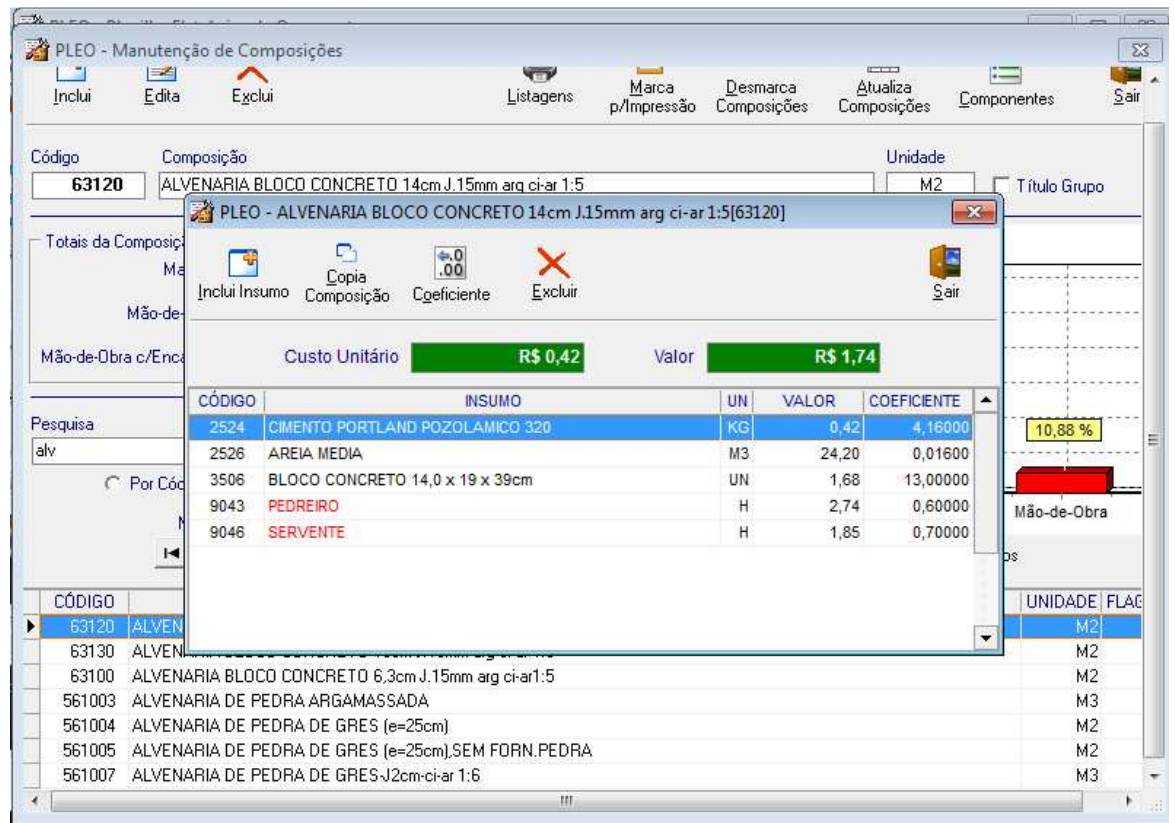 PLEO - Manutenção de Composições
Inclui Edita Exclui Listagens Marca p/Impressão Desmarca Composições Atualiza Composições Componentes Sair
Código Composição Unidade
63120 ALVENARIA BLOCO CONCRETO 14cm J.15mm arg ci-ar 1:5 M2 Título Grupo
PLEO - ALVENARIA BLOCO CONCRETO 14cm J.15mm arg ci-ar 1:5[63120]
Totais da Composiç
Ma
Mão-de-
Mão-de-Obra c/Enca
Inclui Insumo Copia Composição Coeficiente Excluir Sair
Custo Unitário R$ 0,42 Valor R$ 1,74
CÓDIGO INSUMO UN VALOR COEFICIENTE
2524 CIMENTO PORTLAND POZOLAMICO 320 KG 0,42 4,16000
2526 AREIA MEDIA M3 24,20 0,01600
3506 BLOCO CONCRETO 14,0 x 19 x 39cm UN 1,68 13,00000
9043 PEDREIRO H 2,74 0,60000
9046 SERVENTE H 1,85 0,70000
Pesquisa
alv
Por Cód
10,88 %
Mão-de-Obra
os
CÓDIGO UNIDADE FLAG
63120 ALVEN M2
63130 ALVEN M2
63100 ALVENARIA BLOCO CONCRETO 6,3cm J.15mm arg ci-ar1:5 M2
561003 ALVENARIA DE PEDRA ARGAMASSADA M3
561004 ALVENARIA DE PEDRA DE GRES (e=25cm) M2
561005 ALVENARIA DE PEDRA DE GRES (e=25cm),SEM FORN.PEDRA M2
561007 ALVENARIA DE PEDRA DE GRES-J2cm-ci-ar 1:6 M3